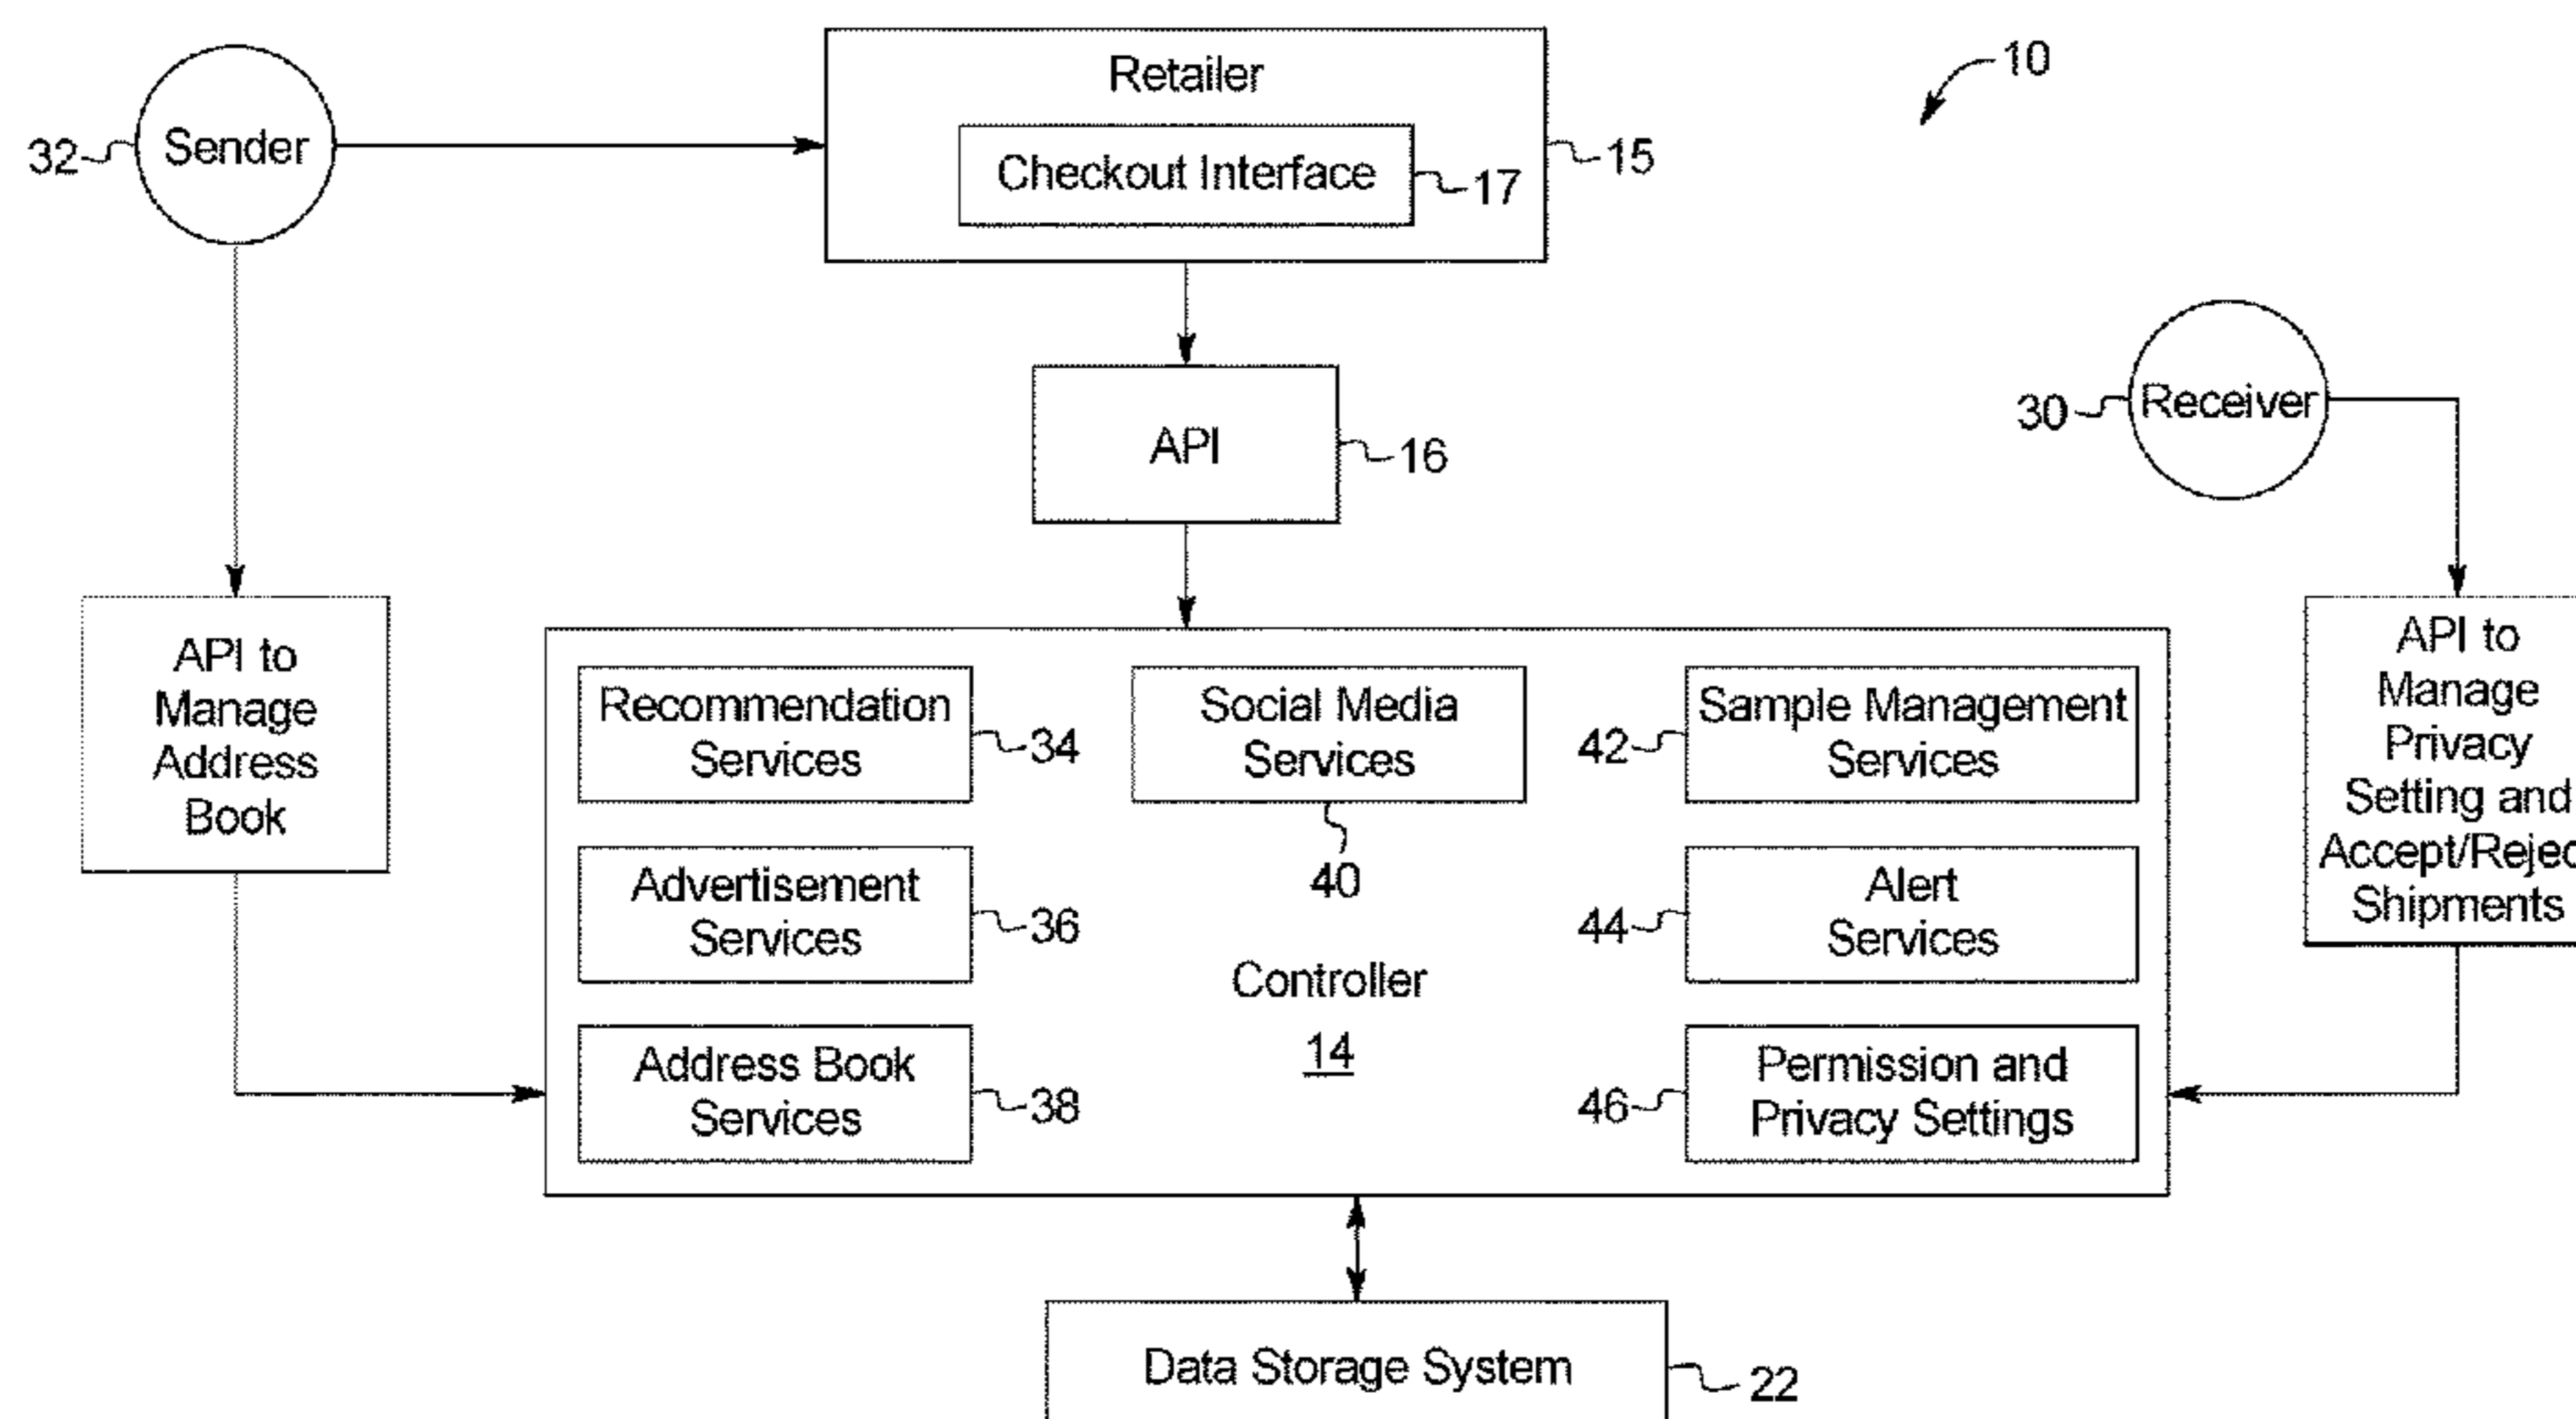 10
Retailer
Checkout Interface
17
15
32
Sender
API
16
30
Receiver
API to
Manage
Address
Book
API to
Manage
Privacy
Setting and
Accept/Rejec
Shipments
Recommendation
Services
34
Social Media
Services
40
42
Sample Management
Services
Advertisement
Services
36
44
Alert
Services
Controller
14
Address Book
Services
38
46
Permission and
Privacy Settings
Data Storage System
22